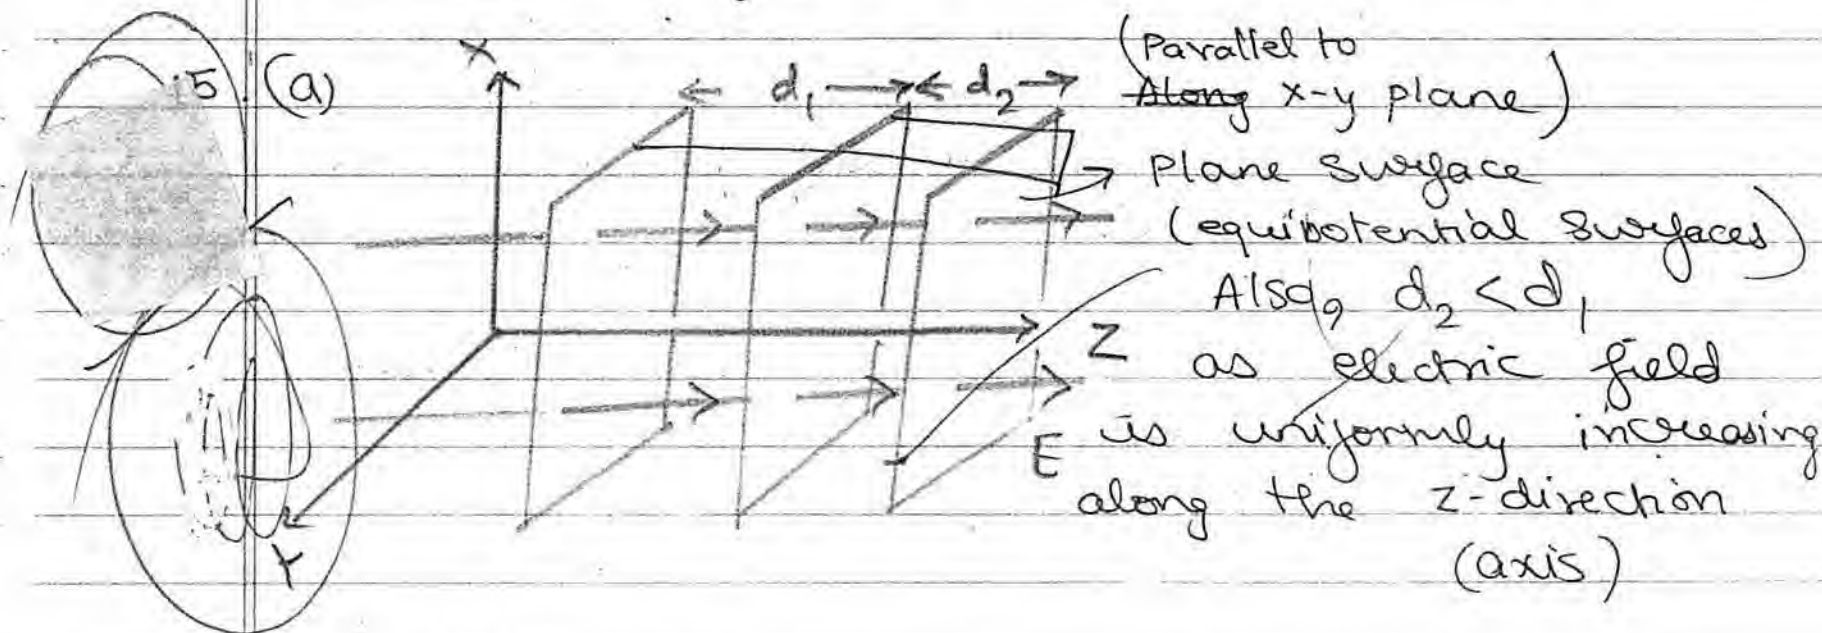 (Parallel to
X
15. (a)
d₁
d₂
Along x-y plane)
Plane surface
(equipotential surfaces)
Also, d₂ < d₁
Z
as electric field
E
is uniformly increasing
along the z-direction
Y
(axis)